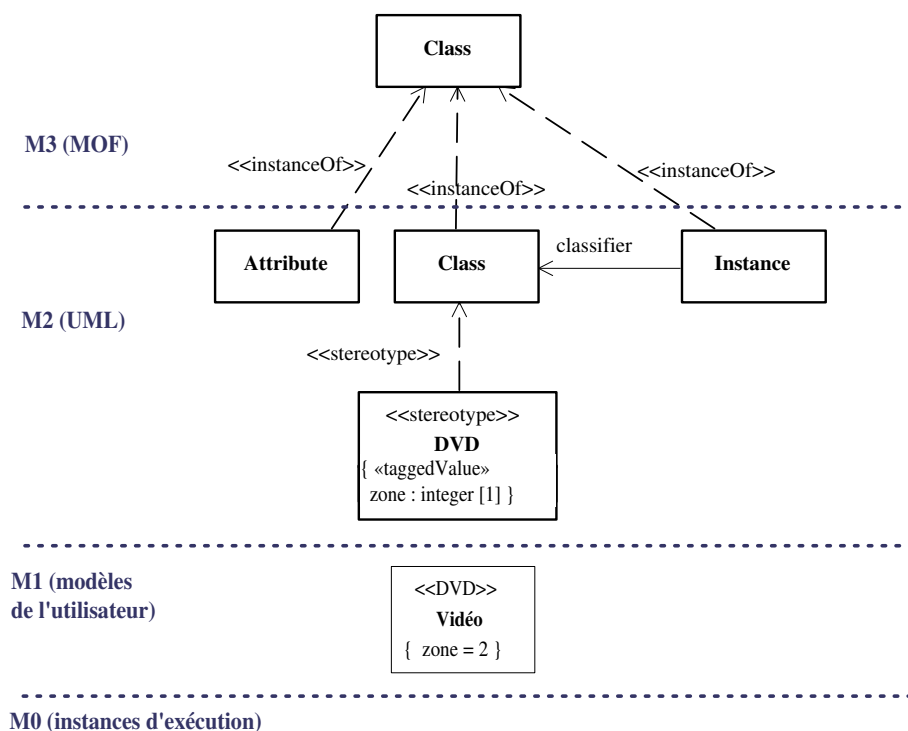 Class
M3 (MOF)
<<instanceOf>>
<<instanceOf>>
<<instanceOf>>
Attribute
Class
classifier
Instance
M2 (UML)
<<stereotype>>
<<stereotype>>
DVD
{ «taggedValue»
zone : integer [1] }
M1 (modèles
de l'utilisateur)
<<DVD>>
Vidéo
{ zone = 2 }
M0 (instances d'exécution)